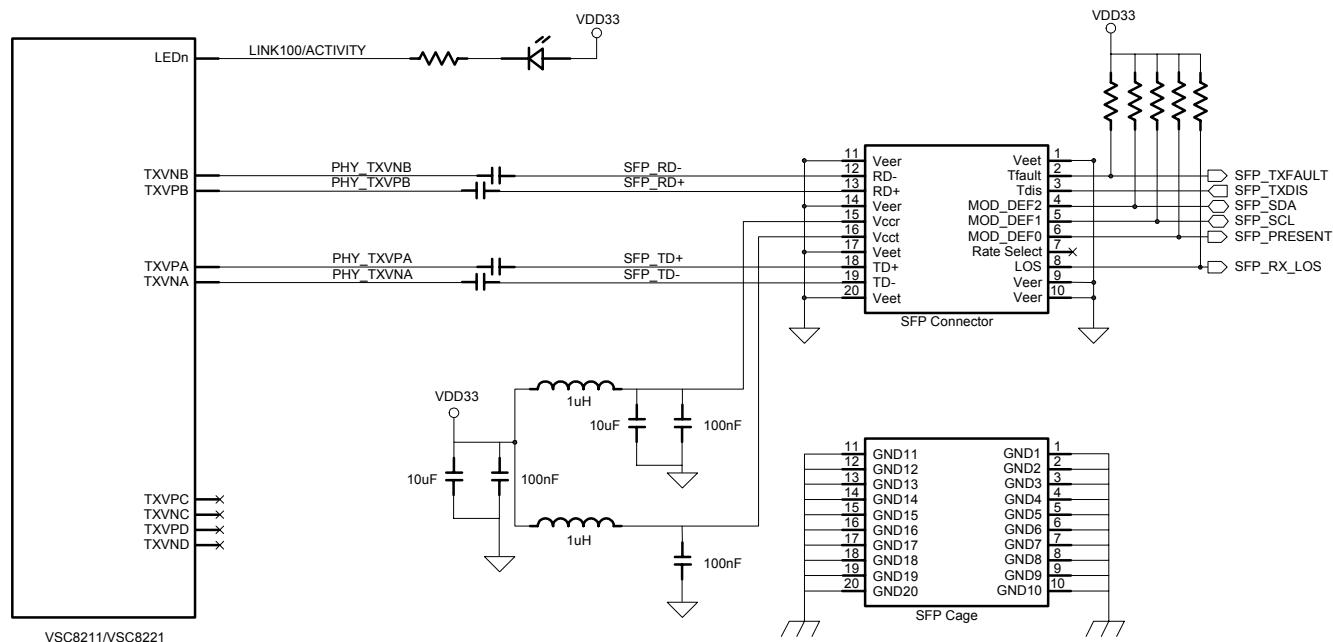 VDD33
VDD33
LEDn
LINK100/ACTIVITY
TXVNB
PHY_TXVNB
SFP_RD-
TXVPB
PHY_TXVPB
SFP_RD+
TXVPA
PHY_TXVPA
SFP_TD+
TXVNA
PHY_TXVNA
SFP_TD-
TXVPC
TXVNC
TXVPD
TXVND
VSC8211/VSC8221
11 Veer
12 RD-
13 RD+
14 Veer
15 Vccr
16 Vcct
17 Veet
18 TD+
19 TD-
20 Veet
Veet 1
Tfault 2
Tdis 3
MOD_DEF2 4
MOD_DEF1 5
MOD_DEF0 6
Rate Select 7
LOS 8
Veer 9
Veer 10
SFP Connector
SFP_TXFAULT
SFP_TXDIS
SFP_SDA
SFP_SCL
SFP_PRESENT
SFP_RX_LOS
VDD33
1uH
10uF
100nF
10uF
100nF
1uH
100nF
11 GND11
12 GND12
13 GND13
14 GND14
15 GND15
16 GND16
17 GND17
18 GND18
19 GND19
20 GND20
GND1 1
GND2 2
GND3 3
GND4 4
GND5 5
GND6 6
GND7 7
GND8 8
GND9 9
GND10 10
SFP Cage